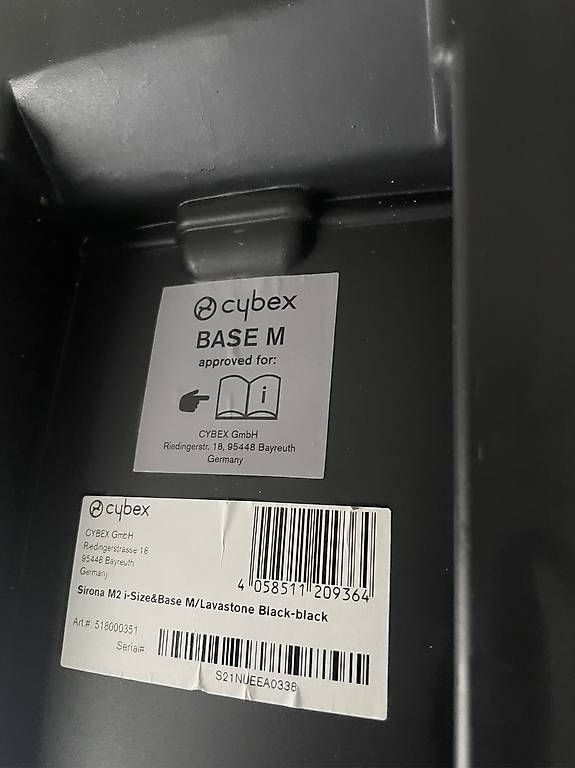 cybex
BASE M
approved for:
i
CYBEX GmbH
Riedingerstr. 18, 95448 Bayreuth
Germany
cybex
CYBEX GmbH
Riedingerstrasse 18
95448 Bayreuth
Germany
4 058511 209364
Sirona M2 i-Size&Base M/Lavastone Black-black
Art.#: 518000351
Serial#:
S21NUEEA0338